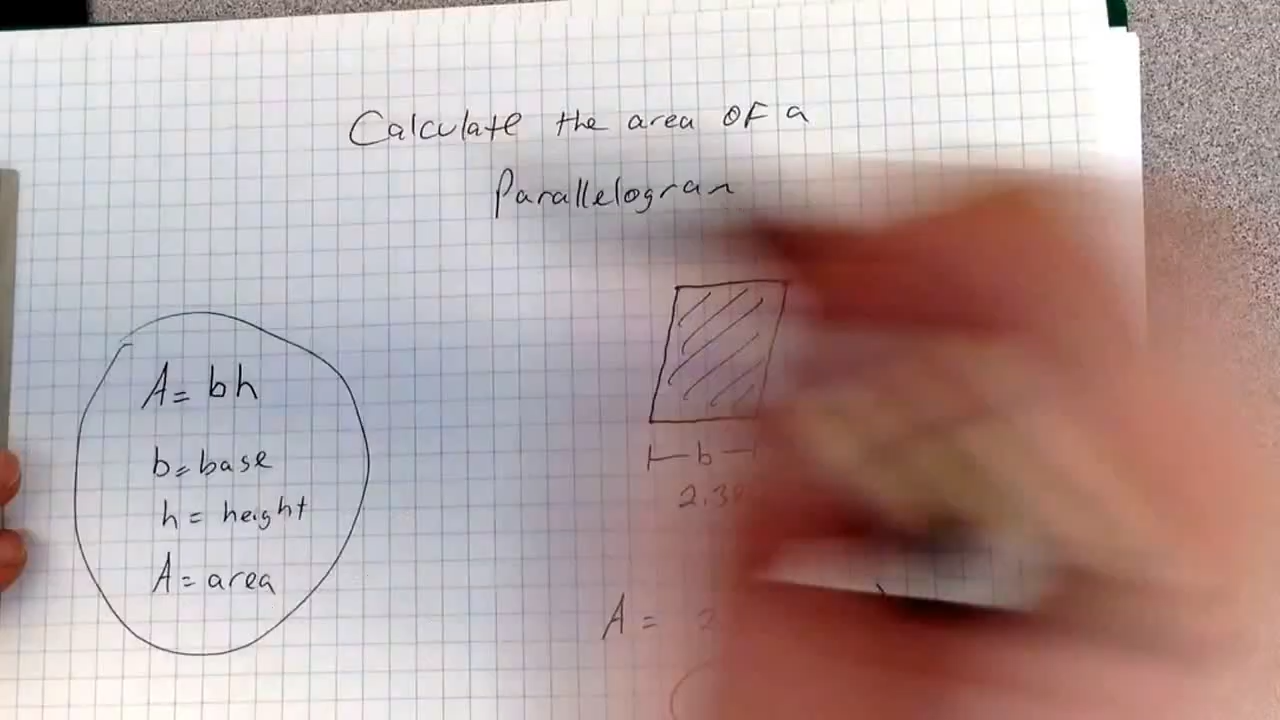 Calculate the area of a
Parallelogram
A = bh
b = base
h = height
A = area
b
A =